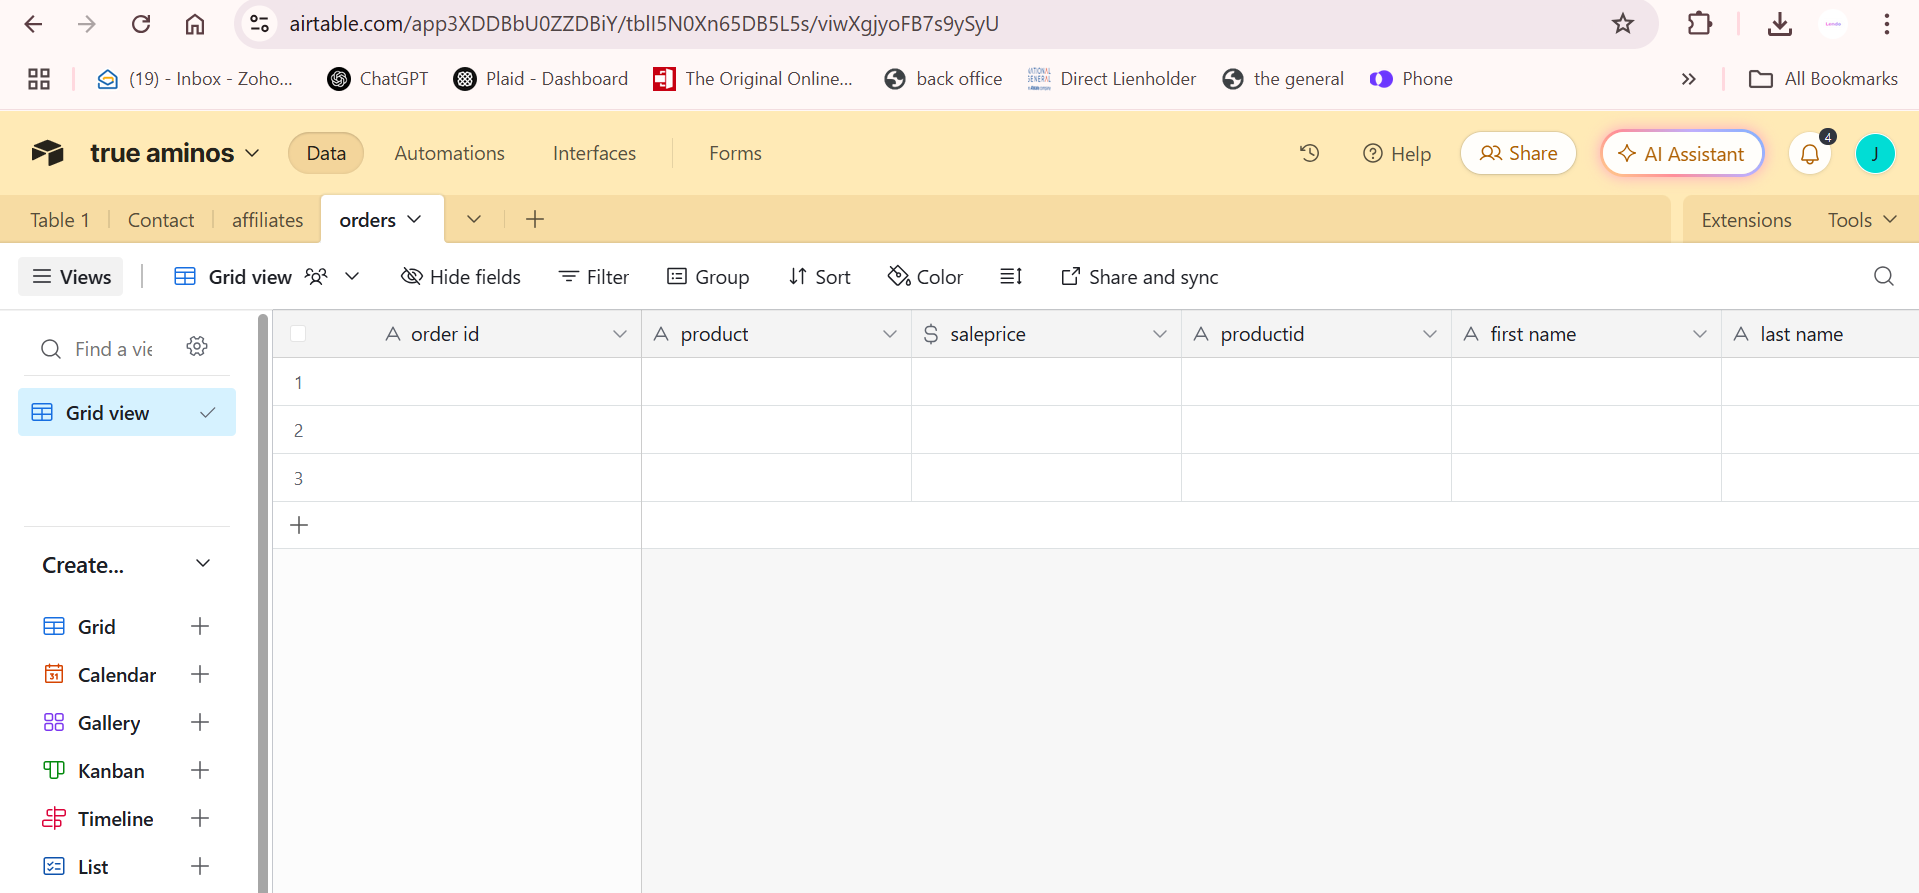 airtable.com/app3XDDBbU0ZZDBiY/tblI5N0Xn65DB5L5s/viwXgjyoFB7s9ySyU
(19) - Inbox - Zoho... ChatGPT Plaid - Dashboard The Original Online... back office Direct Lienholder the general Phone All Bookmarks
true aminos Data Automations Interfaces Forms Help Share AI Assistant 4 J
Table 1 Contact affiliates orders Extensions Tools
Views Grid view Hide fields Filter Group Sort Color Share and sync
Find a vie
order id product saleprice productid first name last name
Grid view
1
2
3
Create...
Grid
Calendar
Gallery
Kanban
Timeline
List